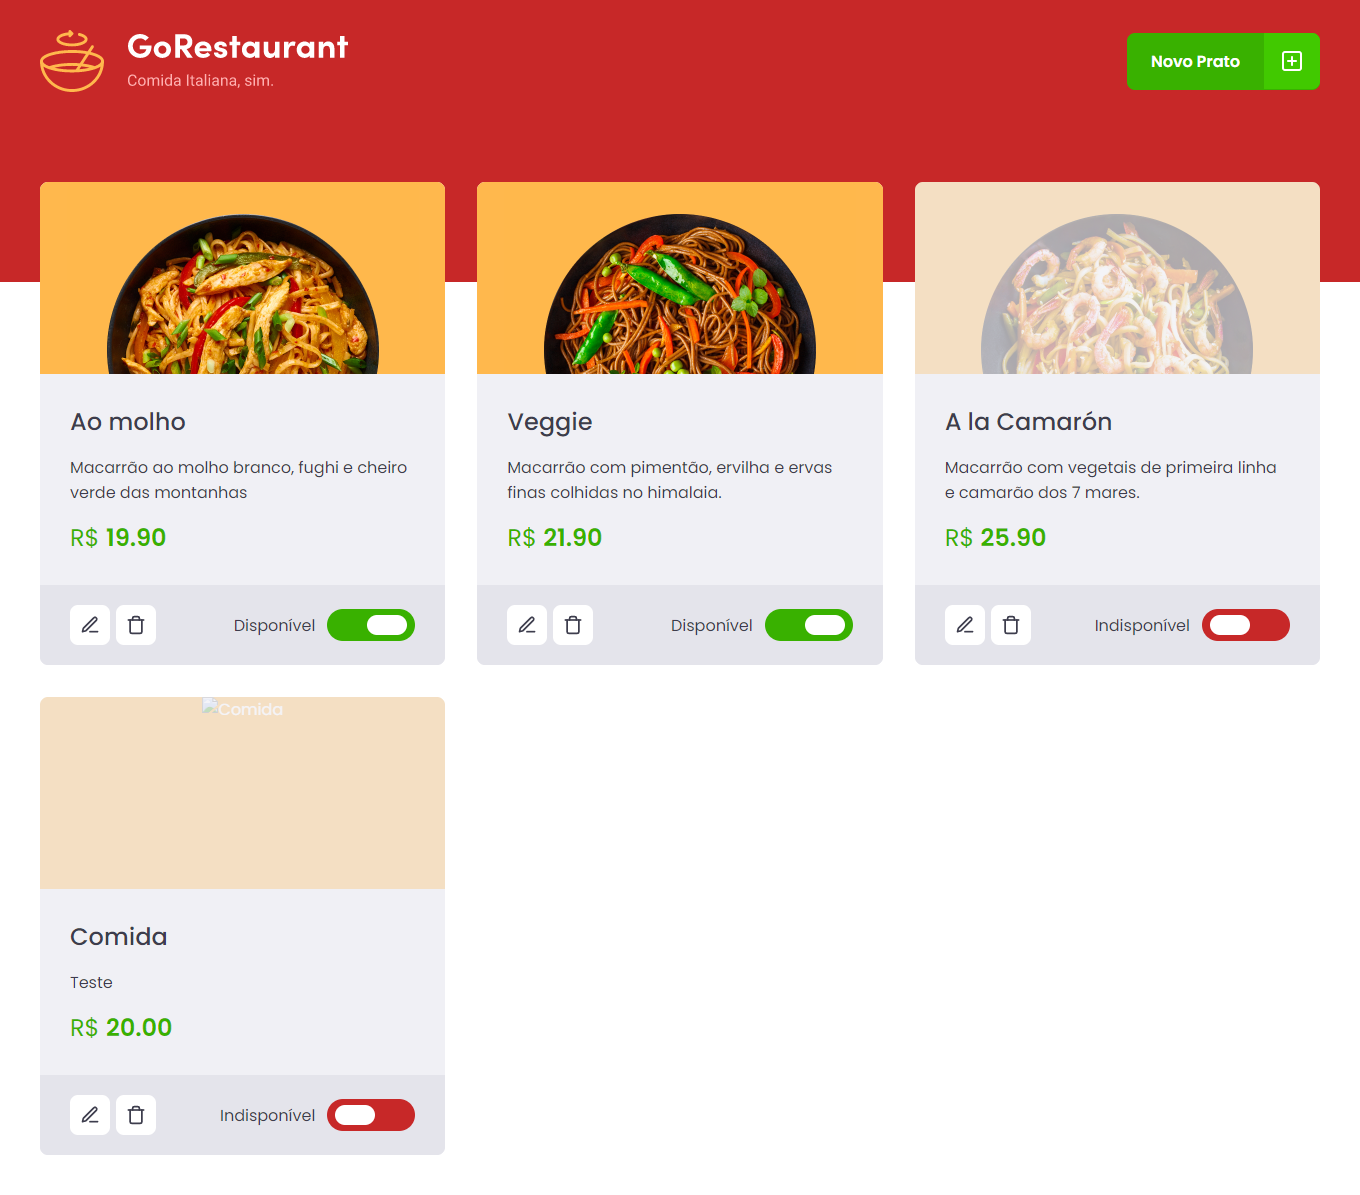 GoRestaurant
Comida Italiana, sim.
Novo Prato
Ao molho
Macarrão ao molho branco, fughi e cheiro
verde das montanhas
R$ 19.90
Disponível
Veggie
Macarrão com pimentão, ervilha e ervas
finas colhidas no himalaia.
R$ 21.90
Disponível
A la Camarón
Macarrão com vegetais de primeira linha
e camarão dos 7 mares.
R$ 25.90
Indisponível
Comida
Comida
Teste
R$ 20.00
Indisponível